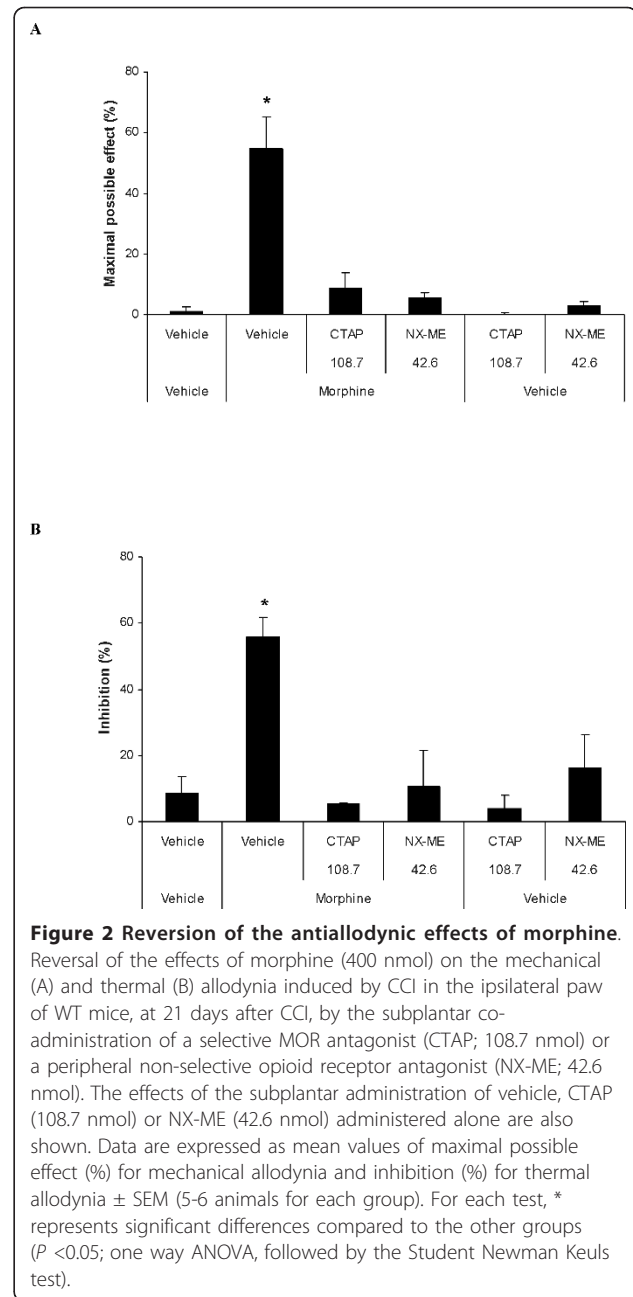 A
Maximal possible effect (%)
80
60
40
20
0
*
Vehicle Vehicle CTAP NX-ME CTAP NX-ME
108.7 42.6 108.7 42.6
Vehicle Morphine Vehicle
B
Inhibition (%)
80
60
40
20
0
*
Vehicle Vehicle CTAP NX-ME CTAP NX-ME
108.7 42.6 108.7 42.6
Vehicle Morphine Vehicle
Figure 2 Reversion of the antiallodynic effects of morphine.
Reversal of the effects of morphine (400 nmol) on the mechanical
(A) and thermal (B) allodynia induced by CCI in the ipsilateral paw
of WT mice, at 21 days after CCI, by the subplantar co-
administration of a selective MOR antagonist (CTAP; 108.7 nmol) or
a peripheral non-selective opioid receptor antagonist (NX-ME; 42.6
nmol). The effects of the subplantar administration of vehicle, CTAP
(108.7 nmol) or NX-ME (42.6 nmol) administered alone are also
shown. Data are expressed as mean values of maximal possible
effect (%) for mechanical allodynia and inhibition (%) for thermal
allodynia ± SEM (5-6 animals for each group). For each test, *
represents significant differences compared to the other groups
(P <0.05; one way ANOVA, followed by the Student Newman Keuls
test).